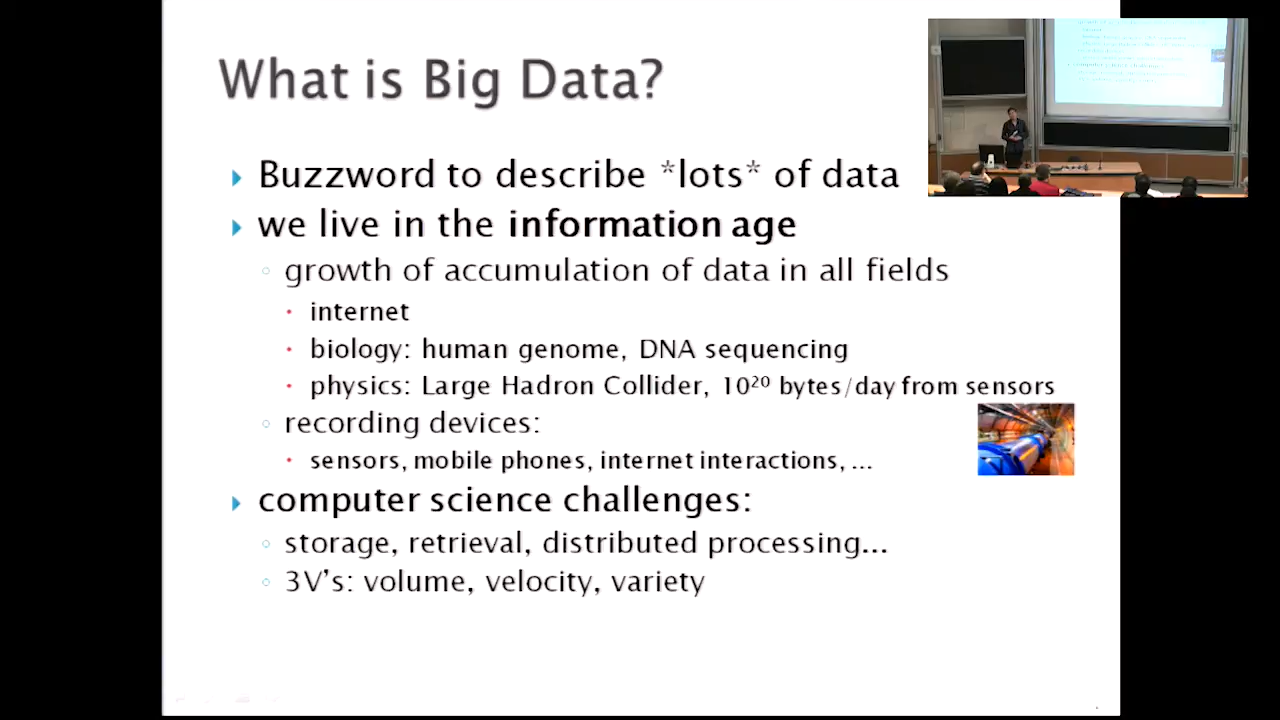 What is Big Data?
Buzzword to describe *lots* of data
we live in the information age
growth of accumulation of data in all fields
internet
biology: human genome, DNA sequencing
physics: Large Hadron Collider, 10²⁰ bytes/day from sensors
recording devices:
sensors, mobile phones, internet interactions, ...
computer science challenges:
storage, retrieval, distributed processing...
3V's: volume, velocity, variety